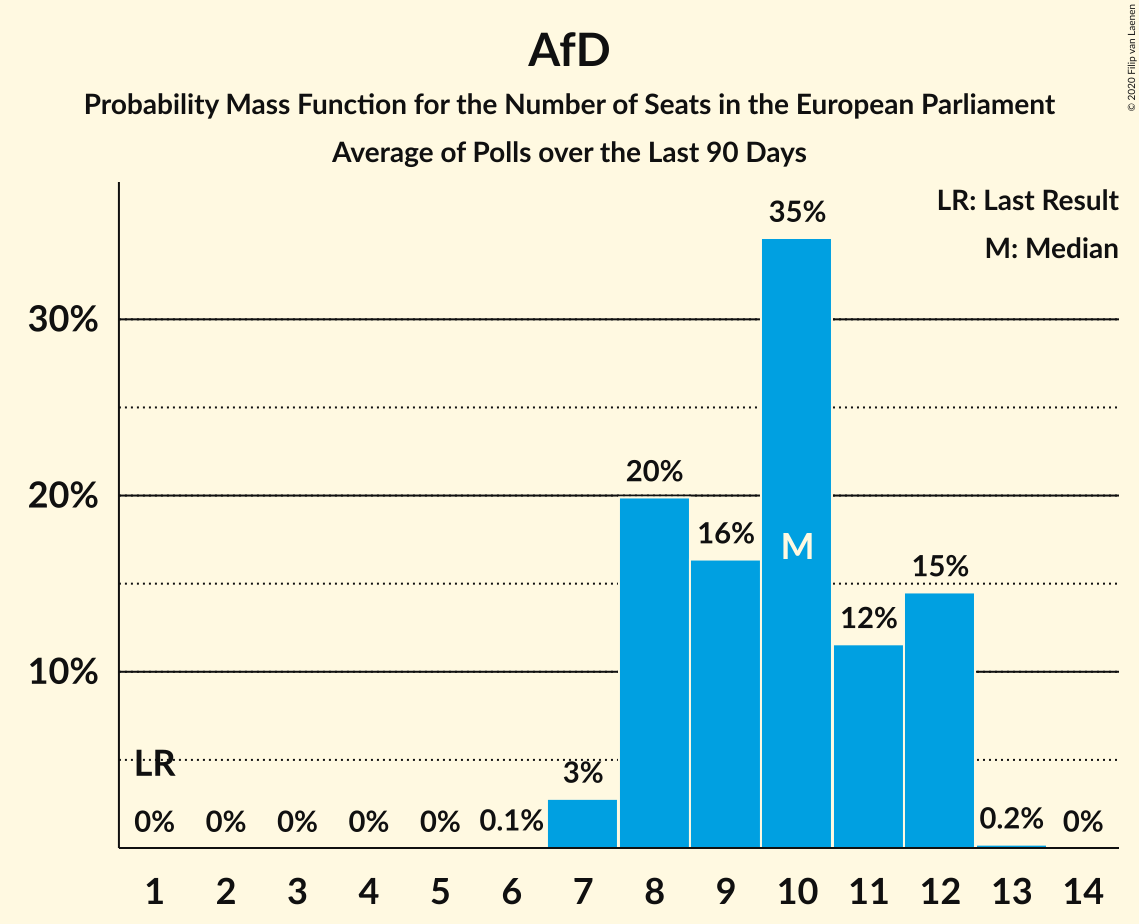 AfD
Probability Mass Function for the Number of Seats in the European Parliament
Average of Polls over the Last 90 Days
© 2020 Filip van Laenen
LR: Last Result
M: Median
35%
30%
20%
20%
16%
M
15%
12%
10%
LR
3%
0% 0% 0% 0% 0% 0.1% 0.2% 0%
1 2 3 4 5 6 7 8 9 10 11 12 13 14